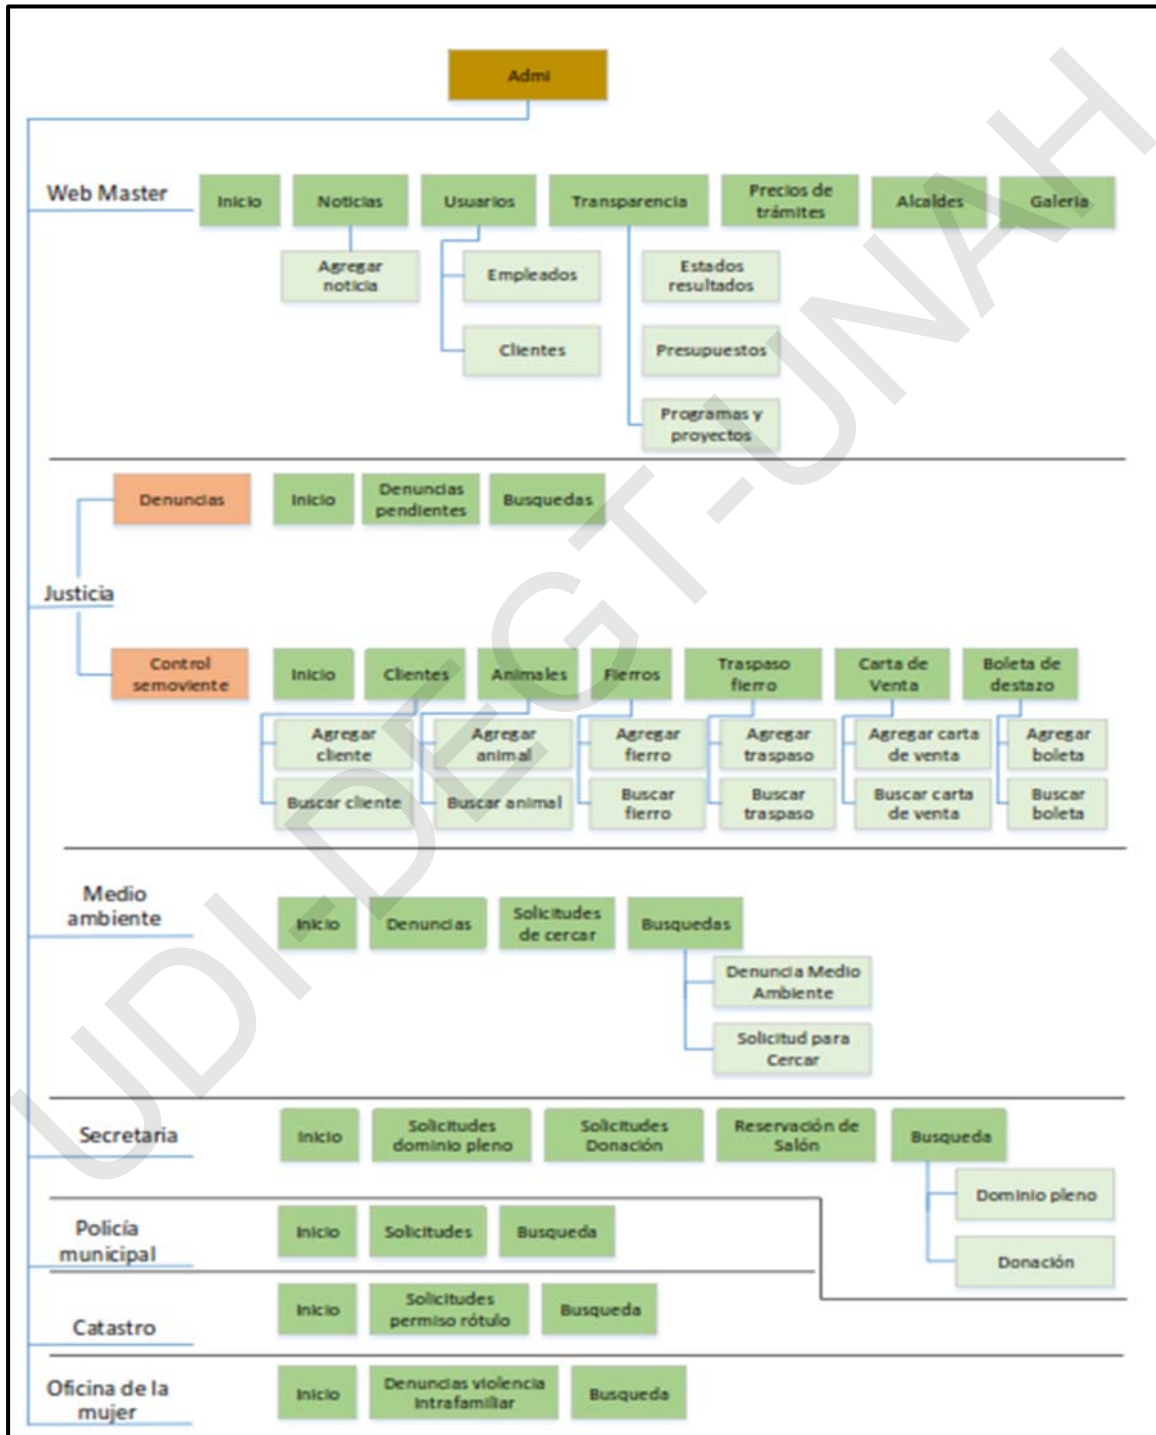 Admi
Web Master
Inicio
Noticias
Usuarios
Transparencia
Precios de
trámites
Alcaldes
Galeria
Agregar
noticia
Empleados
Estados
resultados
Clientes
Presupuestos
Programas y
proyectos
Denuncias
Inicio
Denuncias
pendientes
Busquedas
Justicia
Control
semoviente
Inicio
Clientes
Animales
Fierros
Traspaso
fierro
Carta de
Venta
Boleta de
destazo
Agregar
cliente
Agregar
animal
Agregar
fierro
Agregar
traspaso
Agregar carta
de venta
Agregar
boleta
Buscar cliente
Buscar animal
Buscar
fierro
Buscar
traspaso
Buscar carta
de venta
Buscar
boleta
Medio
ambiente
Inicio
Denuncias
Solicitudes
de cercar
Busquedas
Denuncia Medio
Ambiente
Solicitud para
Cercar
Secretaria
Inicio
Solicitudes
dominio pleno
Solicitudes
Donación
Reservación de
Salón
Busqueda
Dominio pleno
Donación
Policía
municipal
Inicio
Solicitudes
Busqueda
Catastro
Inicio
Solicitudes
permiso rótulo
Busqueda
Oficina de la
mujer
Inicio
Denuncias violencia
intrafamiliar
Busqueda
UDI-DEGT-UNAH